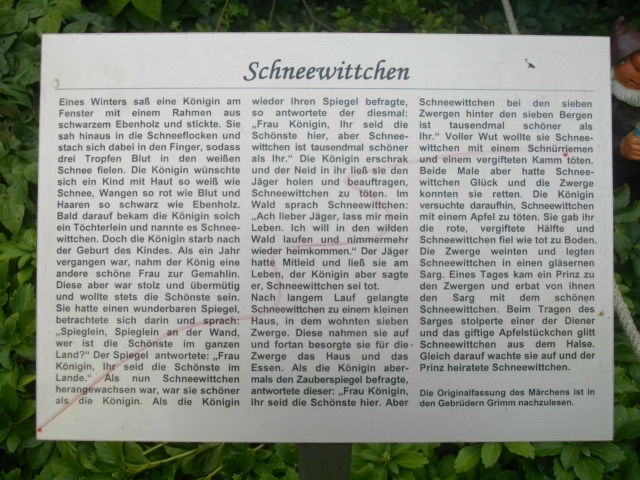 Schneewittchen
Eines Winters saß eine Königin am
Fenster mit einem Rahmen aus
schwarzem Ebenholz und stickte. Sie
sah hinaus in die Schneeflocken und
stach sich dabei in den Finger, sodass
drei Tropfen Blut in den weißen
Schnee fielen. Die Königin wünschte
sich ein Kind mit Haut so weiß wie
Schnee, Wangen so rot wie Blut und
Haaren so schwarz wie Ebenholz.
Bald darauf bekam die Königin solch
ein Töchterlein und nannte es Schnee-
wittchen. Doch die Königin starb nach
der Geburt des Kindes. Als ein Jahr
vergangen war, nahm der König eine
andere schöne Frau zur Gemahlin.
Diese aber war stolz und übermütig
und wollte stets die Schönste sein.
Sie hatte einen wunderbaren Spiegel,
betrachtete sich darin und sprach:
„Spieglein, Spieglein an der Wand,
wer ist die Schönste im ganzen
Land?“ Der Spiegel antwortete: „Frau
Königin, Ihr seid die Schönste im
Lande.“ Als nun Schneewittchen
herangewachsen war, war sie schöner
als die Königin. Als die Königin
wieder Ihren Spiegel befragte,
so antwortete der diesmal:
„Frau Königin, Ihr seid die
Schönste hier, aber Schnee-
wittchen ist tausendmal schöner
als Ihr.“ Die Königin erschrak
und der Neid in ihr ließ sie den
Jäger holen und beauftragen,
Schneewittchen zu töten. Im
Wald sprach Schneewittchen:
„Ach lieber Jäger, lass mir mein
Leben. Ich will in den wilden
Wald laufen und nimmermehr
wieder heimkommen.“ Der Jäger
hatte Mitleid und ließ sie am
Leben, der Königin aber sagte
er, Schneewittchen sei tot.
Nach langem Lauf gelangte
Schneewittchen zu einem kleinen
Haus, in dem wohnten sieben
Zwerge. Diese nahmen sie auf
und fortan besorgte sie für die
Zwerge das Haus und das
Essen. Als die Königin aber-
mals den Zauberspiegel befragte,
antwortete dieser: „Frau Königin,
Ihr seid die Schönste hier. Aber
Schneewittchen bei den sieben
Zwergen hinter den sieben Bergen
ist tausendmal schöner als
Ihr.“ Voller Wut wollte sie Schnee-
wittchen mit einem Schnürriemen
und einem vergifteten Kamm töten.
Beide Male aber hatte Schnee-
wittchen Glück und die Zwerge
konnten sie retten. Die Königin
versuchte daraufhin, Schneewittchen
mit einem Apfel zu töten. Sie gab ihr
die rote, vergiftete Hälfte und
Schneewittchen fiel wie tot zu Boden.
Die Zwerge weinten und legten
Schneewittchen in einen gläsernen
Sarg. Eines Tages kam ein Prinz zu
den Zwergen und erbat von ihnen
den Sarg mit dem schönen
Schneewittchen. Beim Tragen des
Sarges stolperte einer der Diener
und das giftige Apfelstückchen glitt
Schneewittchen aus dem Halse.
Gleich darauf wachte sie auf und der
Prinz heiratete Schneewittchen.
Die Originalfassung des Märchens ist in
den Gebrüdern Grimm nachzulesen.